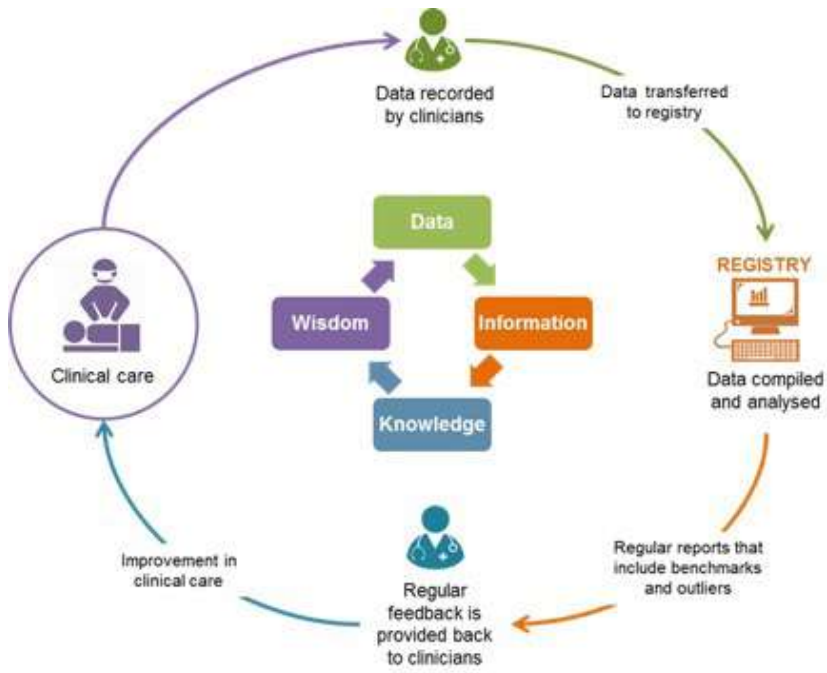 Data recorded
by clinicians
Data transferred
to registry
REGISTRY
Data compiled
and analysed
Regular reports that
include benchmarks
and outliers
Regular
feedback is
provided back
to clinicians
Improvement in
clinical care
Clinical care
Data
Information
Knowledge
Wisdom